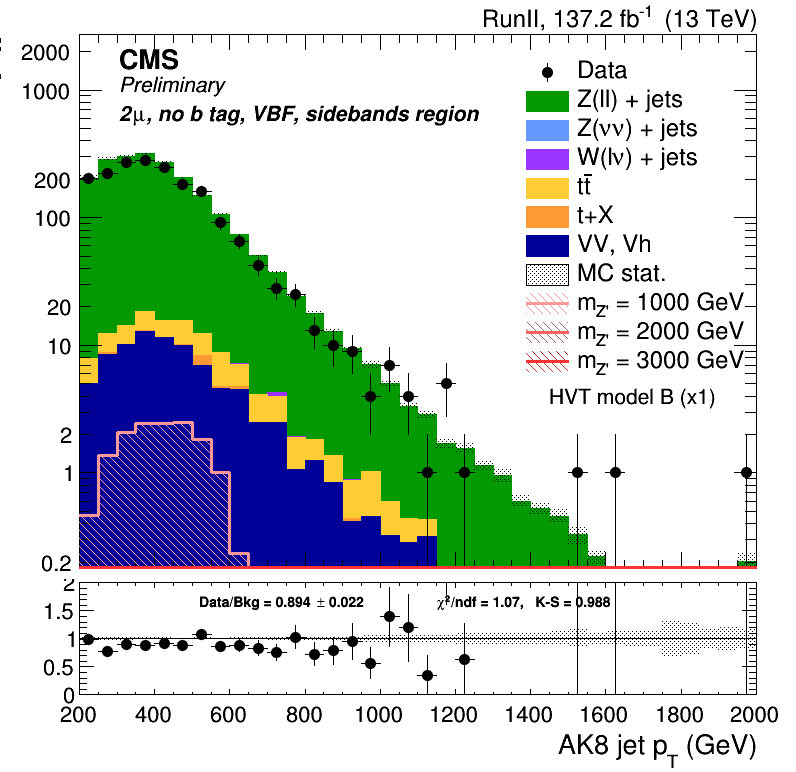 RunII, 137.2 fb⁻¹ (13 TeV)
CMS
Preliminary
2μ, no b tag, VBF, sidebands region
Data
Z(ll) + jets
Z(νν) + jets
W(lν) + jets
tt̄
t+X
VV, Vh
MC stat.
m_Z' = 1000 GeV
m_Z' = 2000 GeV
m_Z' = 3000 GeV
HVT model B (x1)
2000
1000
200
100
20
10
2
1
0.2
Data/Bkg = 0.894 ± 0.022
χ²/ndf = 1.07, K-S = 0.988
2
1.5
1
0.5
0
200 400 600 800 1000 1200 1400 1600 1800 2000
AK8 jet p_T (GeV)